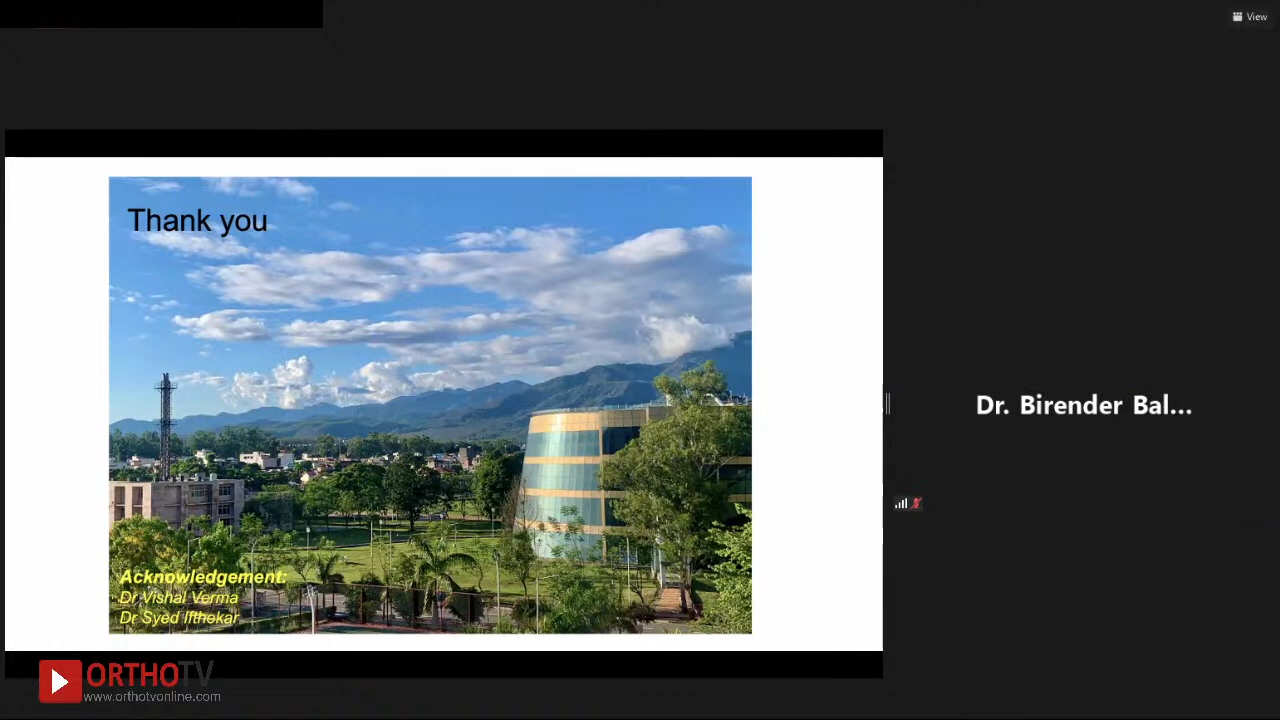 View
Thank you
Dr. Birender Bal...
Acknowledgement:
Dr Vishal Verma
Dr Syed Ifthekar
ORTHOTV
www.orthotvonline.com